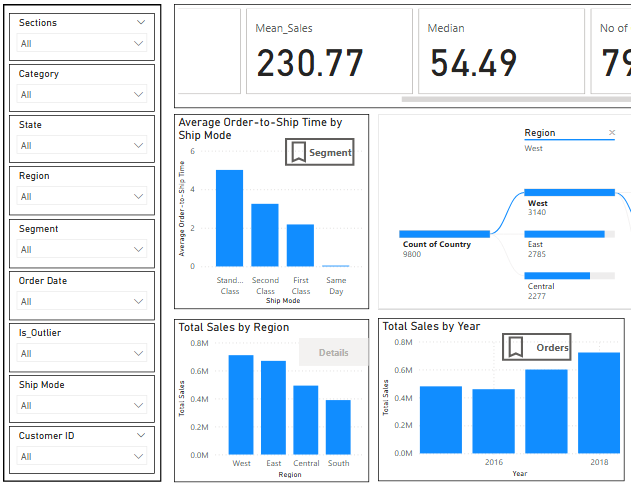 Sections
All
Category
All
State
All
Region
All
Segment
All
Order Date
All
Is_Outlier
All
Ship Mode
All
Customer ID
All
Mean_Sales
230.77
Median
54.49
No of
79
Average Order-to-Ship Time by
Ship Mode
Segment
Average Order-to-Ship Time
6
4
2
0
Stand... Second First Same
Class Class Class Day
Ship Mode
Region
West
Count of Country
9800
West
3140
East
2785
Central
2277
Total Sales by Region
Details
Total Sales
0.8M
0.6M
0.4M
0.2M
0.0M
West East Central South
Region
Total Sales by Year
Orders
Total Sales
0.8M
0.6M
0.4M
0.2M
0.0M
2016 2018
Year